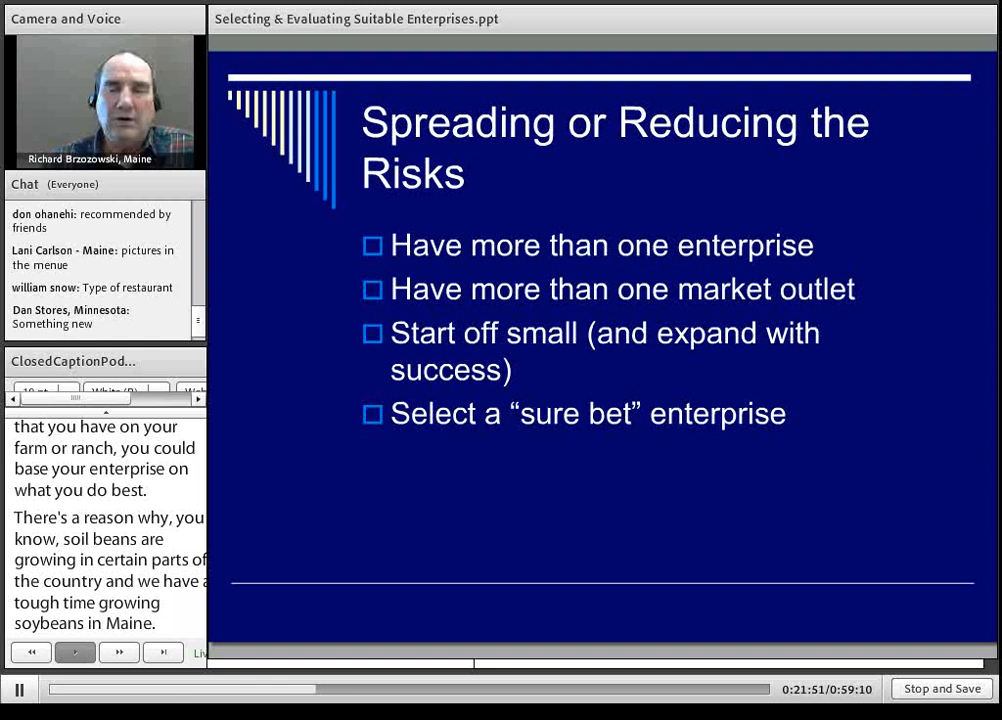 Camera and Voice
Selecting & Evaluating Suitable Enterprises.ppt
Richard Brzozowski, Maine
Chat (Everyone)
don ohanehi: recommended by
friends
Lani Carlson - Maine: pictures in
the menue
william snow: Type of restaurant
Dan Stores, Minnesota:
Something new
ClosedCaptionPod...
that you have on your
farm or ranch, you could
base your enterprise on
what you do best.
There's a reason why, you
know, soil beans are
growing in certain parts of
the country and we have a
tough time growing
soybeans in Maine.
Spreading or Reducing the
Risks
Have more than one enterprise
Have more than one market outlet
Start off small (and expand with
success)
Select a “sure bet” enterprise
0:21:51/0:59:10
Stop and Save